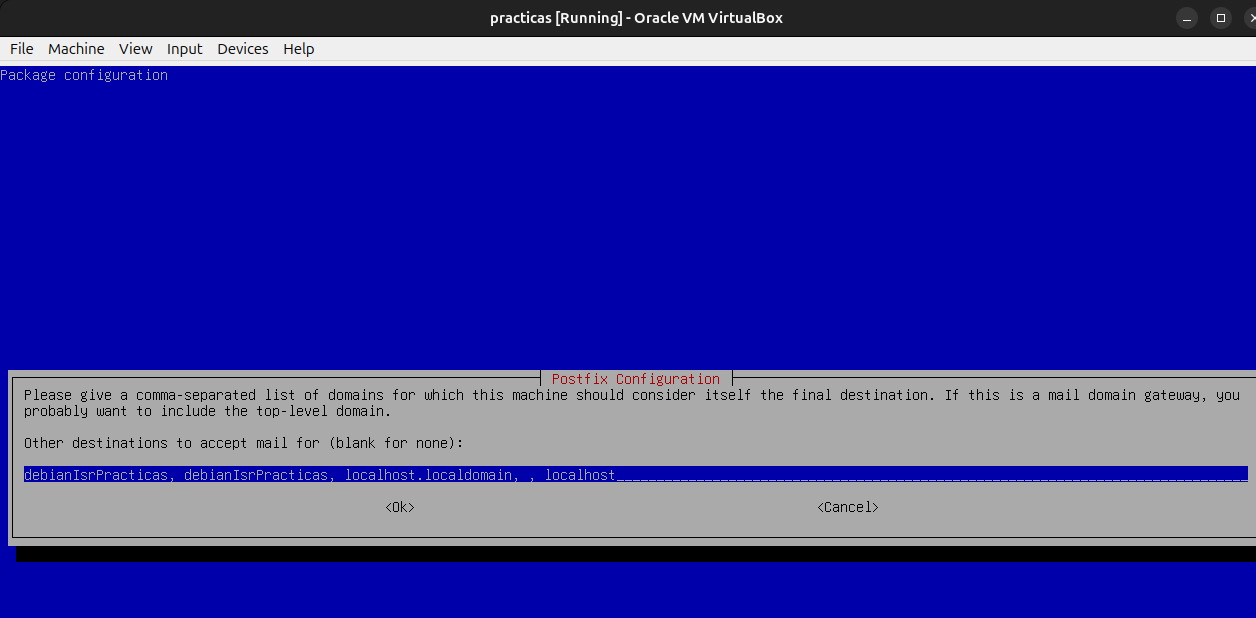 practicas [Running] - Oracle VM VirtualBox
File Machine View Input Devices Help
Package configuration
Postfix Configuration
Please give a comma-separated list of domains for which this machine should consider itself the final destination. If this is a mail domain gateway, you
probably want to include the top-level domain.
Other destinations to accept mail for (blank for none):
debianIsrPracticas, debianIsrPracticas, localhost.localdomain, , localhost
<Ok> <Cancel>